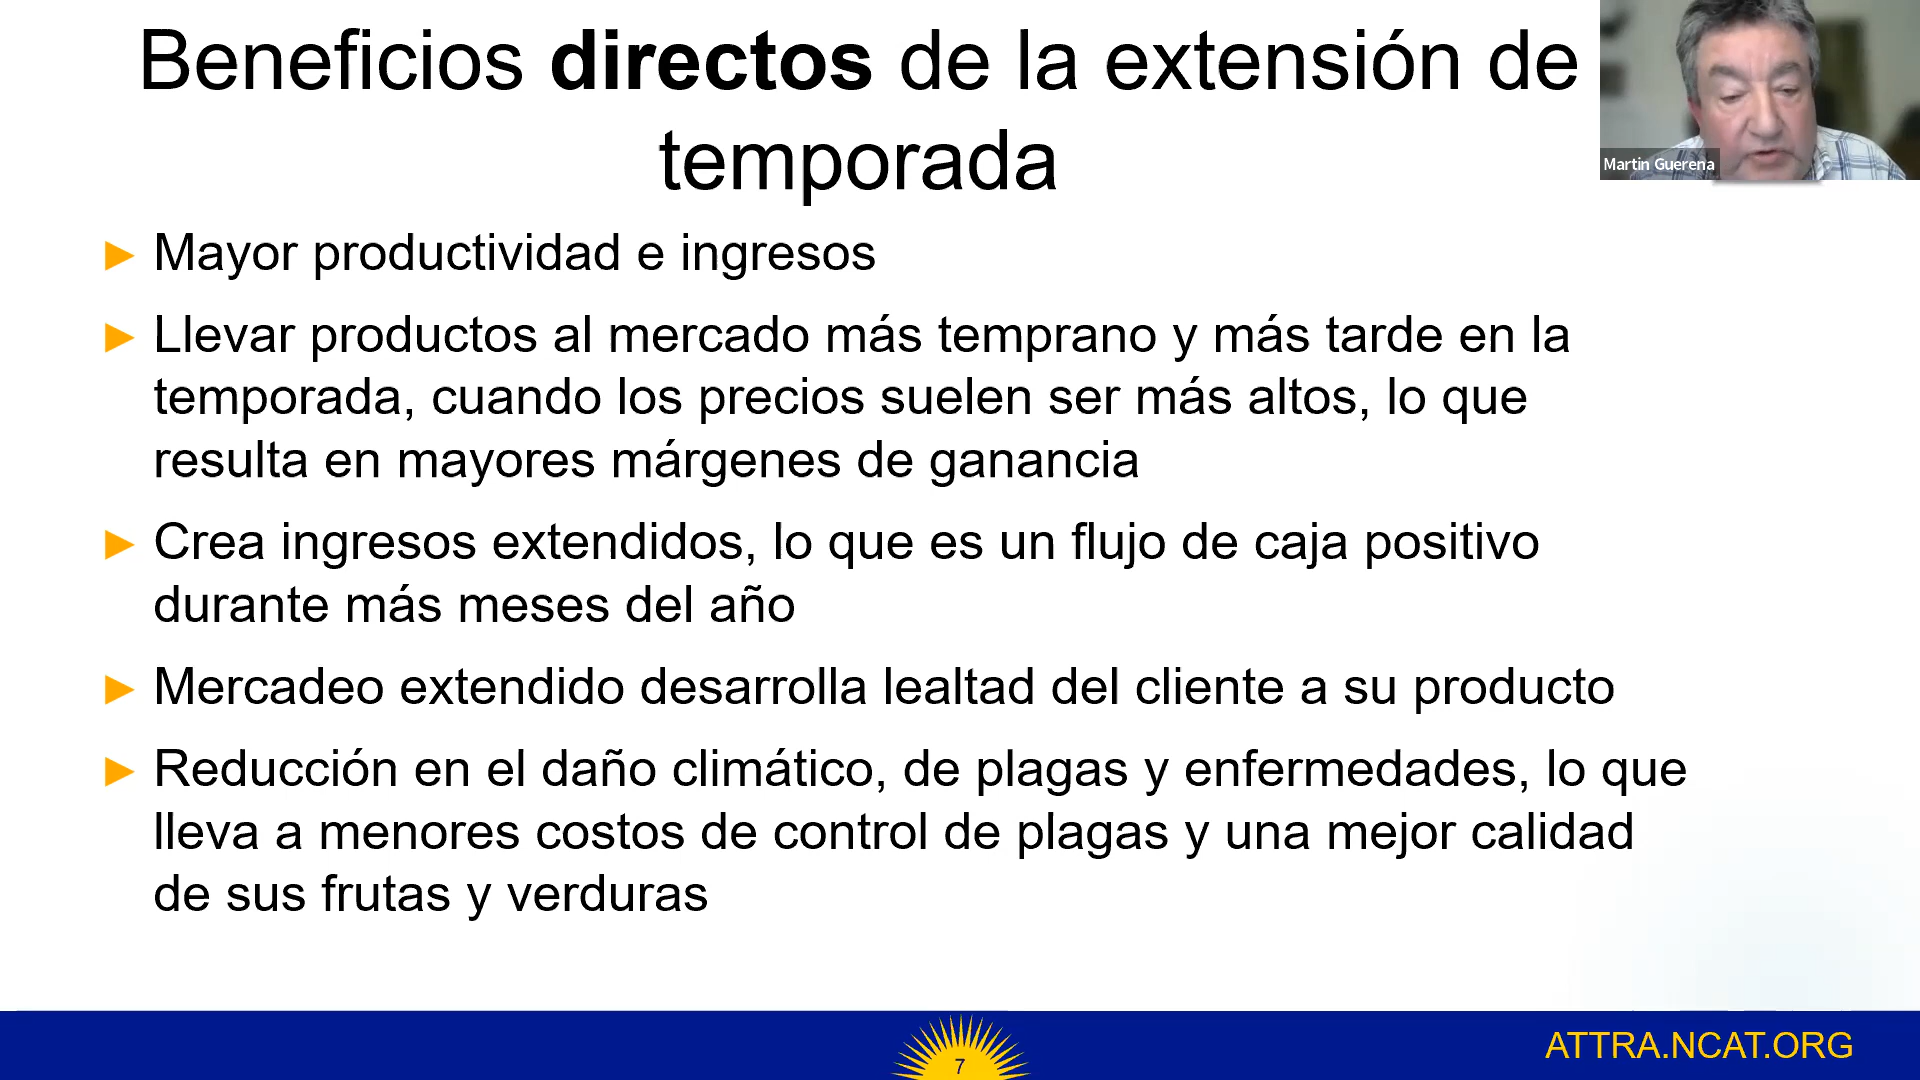 Beneficios directos de la extensión de
temporada
Martin Guerena
► Mayor productividad e ingresos
► Llevar productos al mercado más temprano y más tarde en la
temporada, cuando los precios suelen ser más altos, lo que
resulta en mayores márgenes de ganancia
► Crea ingresos extendidos, lo que es un flujo de caja positivo
durante más meses del año
► Mercadeo extendido desarrolla lealtad del cliente a su producto
► Reducción en el daño climático, de plagas y enfermedades, lo que
lleva a menores costos de control de plagas y una mejor calidad
de sus frutas y verduras
7
ATTRA.NCAT.ORG